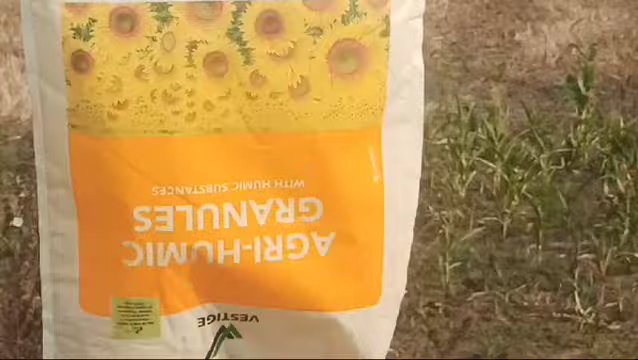 VESTIGE
AGRI-HUMIC
GRANULES
WITH HUMIC SUBSTANCES